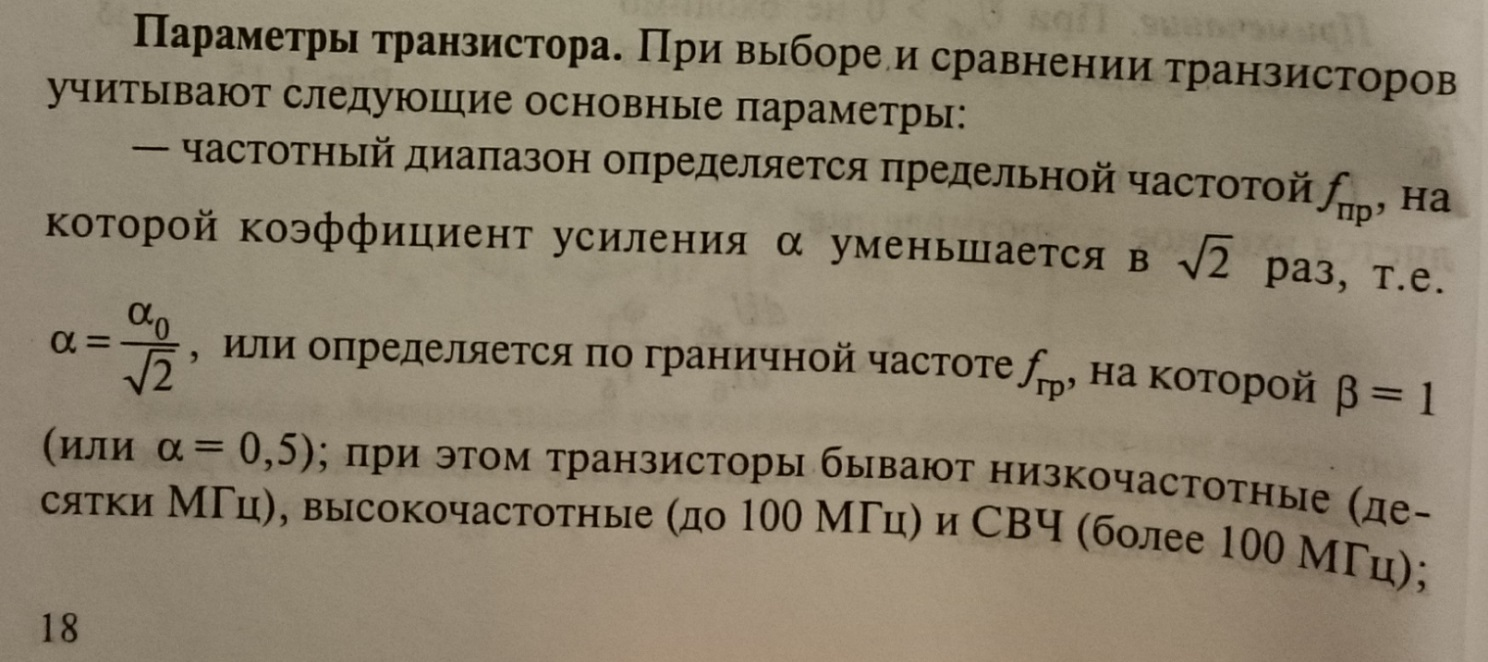 Параметры транзистора. При выборе и сравнении транзисторов
учитывают следующие основные параметры:
— частотный диапазон определяется предельной частотой fпр, на
которой коэффициент усиления α уменьшается в √2 раз, т.е.
α = α₀/√2, или определяется по граничной частоте fгр, на которой β = 1
(или α = 0,5); при этом транзисторы бывают низкочастотные (де-
сятки МГц), высокочастотные (до 100 МГц) и СВЧ (более 100 МГц);
18